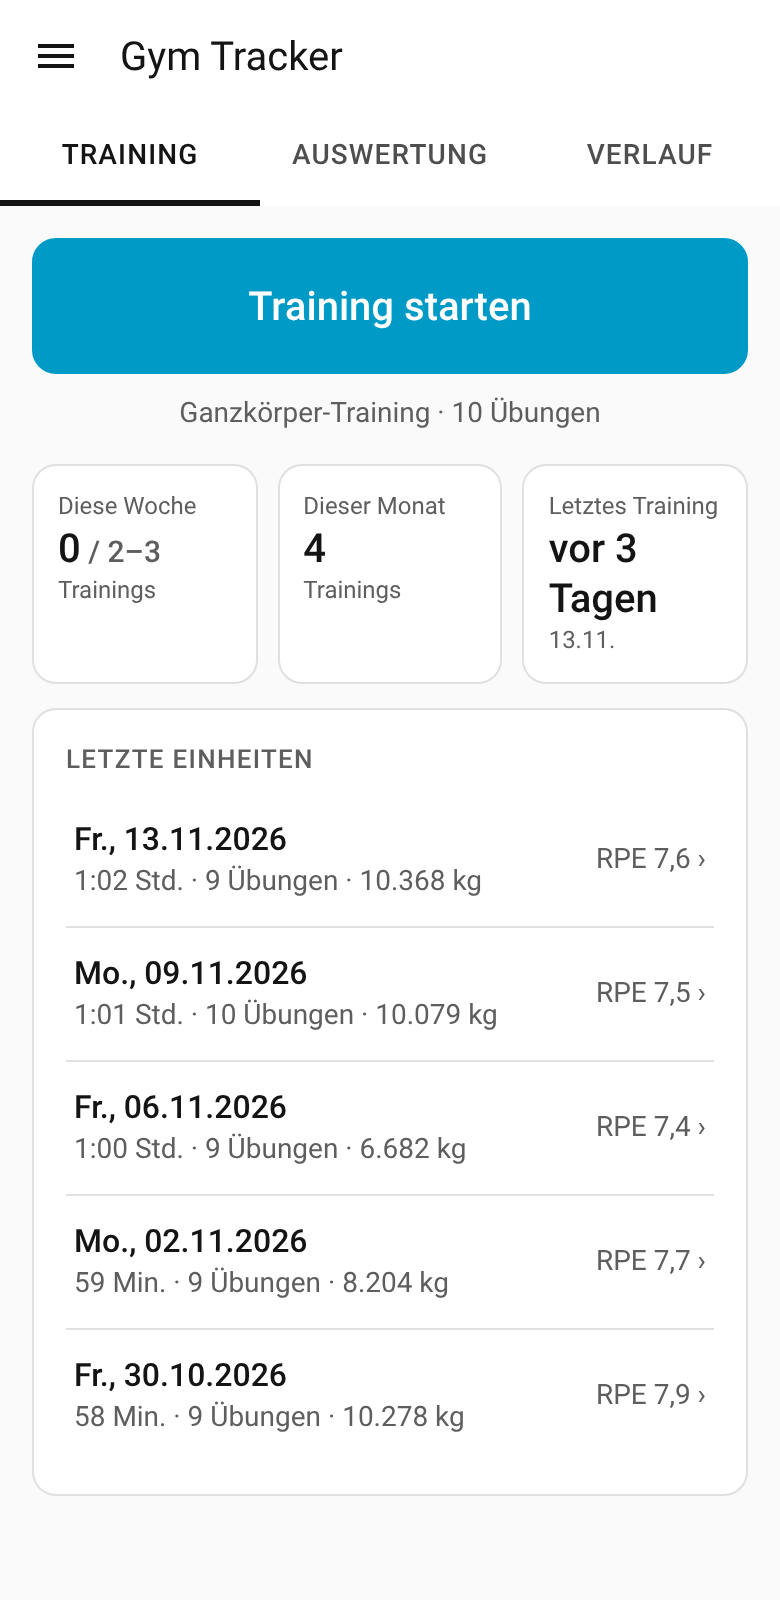 Gym Tracker
TRAINING AUSWERTUNG VERLAUF
Training starten
Ganzkörper-Training · 10 Übungen
Diese Woche
0 / 2–3
Trainings
Dieser Monat
4
Trainings
Letztes Training
vor 3
Tagen
13.11.
LETZTE EINHEITEN
Fr., 13.11.2026
1:02 Std. · 9 Übungen · 10.368 kg
RPE 7,6 ›
Mo., 09.11.2026
1:01 Std. · 10 Übungen · 10.079 kg
RPE 7,5 ›
Fr., 06.11.2026
1:00 Std. · 9 Übungen · 6.682 kg
RPE 7,4 ›
Mo., 02.11.2026
59 Min. · 9 Übungen · 8.204 kg
RPE 7,7 ›
Fr., 30.10.2026
58 Min. · 9 Übungen · 10.278 kg
RPE 7,9 ›